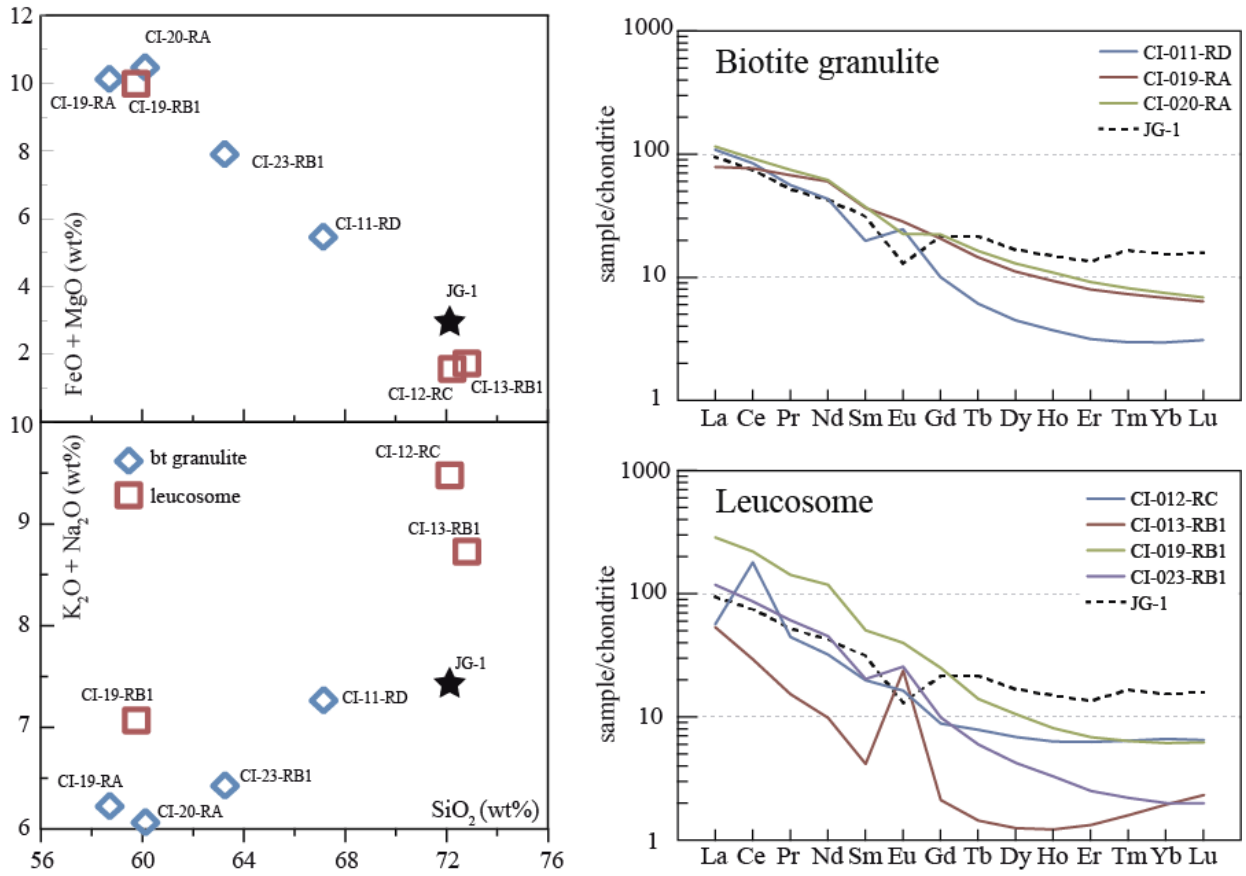 12
10
8
6
4
2
10
FeO + MgO (wt%)
CI-20-RA
CI-19-RA
CI-19-RB1
CI-23-RB1
CI-11-RD
JG-1
CI-12-RC
CI-13-RB1
9
8
7
6
K₂O + Na₂O (wt%)
bt granulite
leucosome
CI-12-RC
CI-13-RB1
JG-1
CI-19-RB1
CI-11-RD
CI-19-RA
CI-23-RB1
CI-20-RA
SiO₂ (wt%)
56 60 64 68 72 76
1000
100
10
1
sample/chondrite
Biotite granulite
CI-011-RD
CI-019-RA
CI-020-RA
JG-1
La Ce Pr Nd Sm Eu Gd Tb Dy Ho Er Tm Yb Lu
1000
100
10
1
sample/chondrite
Leucosome
CI-012-RC
CI-013-RB1
CI-019-RB1
CI-023-RB1
JG-1
La Ce Pr Nd Sm Eu Gd Tb Dy Ho Er Tm Yb Lu